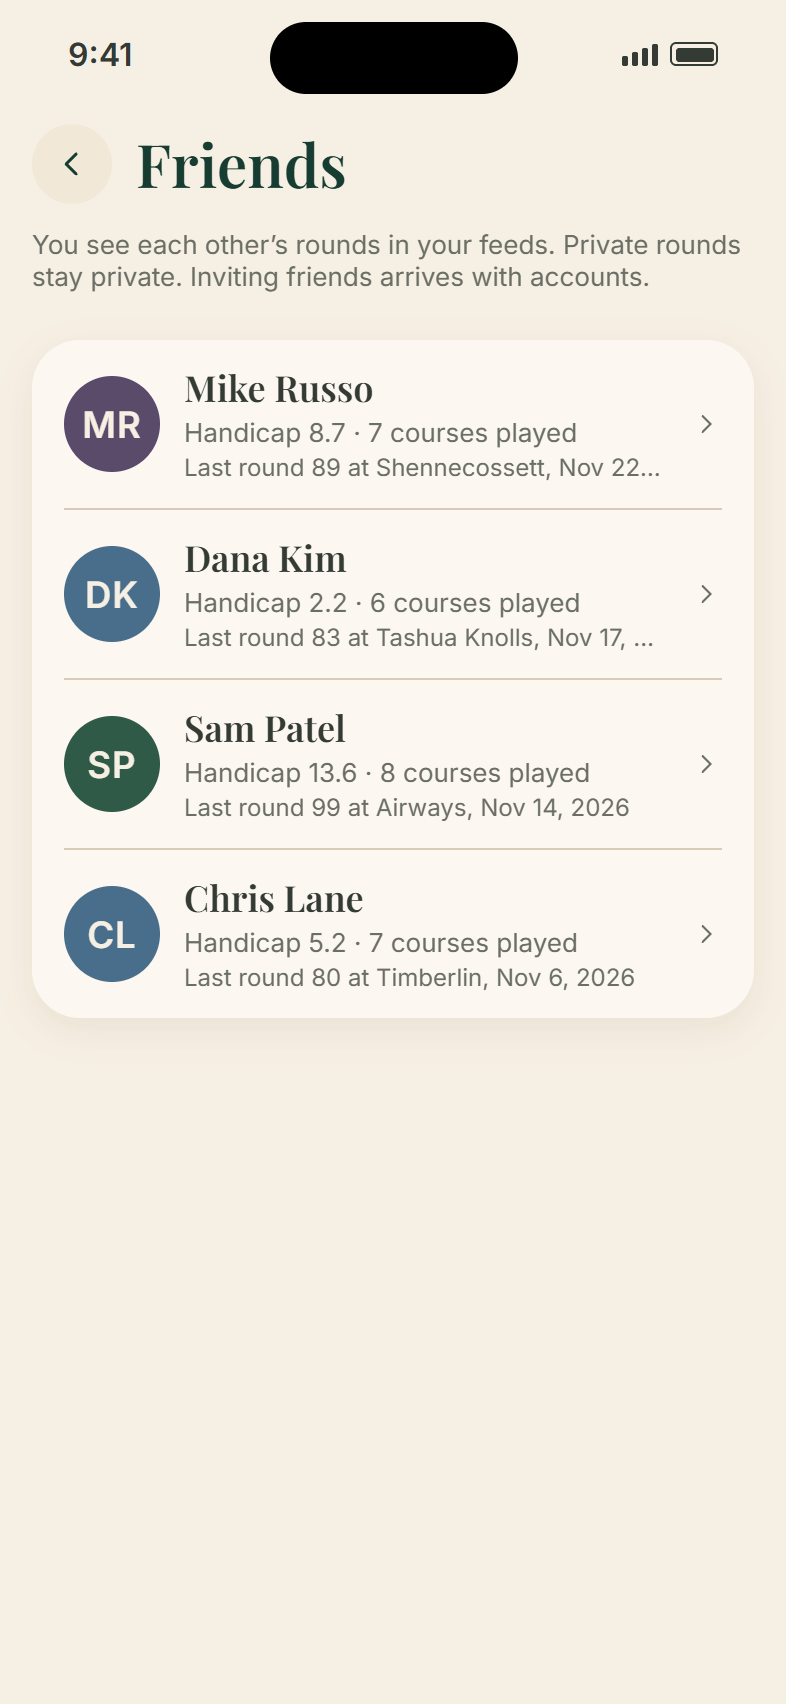 9:41
Friends
You see each other’s rounds in your feeds. Private rounds
stay private. Inviting friends arrives with accounts.
MR
Mike Russo
Handicap 8.7 · 7 courses played
Last round 89 at Shennecossett, Nov 22...
DK
Dana Kim
Handicap 2.2 · 6 courses played
Last round 83 at Tashua Knolls, Nov 17, ...
SP
Sam Patel
Handicap 13.6 · 8 courses played
Last round 99 at Airways, Nov 14, 2026
CL
Chris Lane
Handicap 5.2 · 7 courses played
Last round 80 at Timberlin, Nov 6, 2026